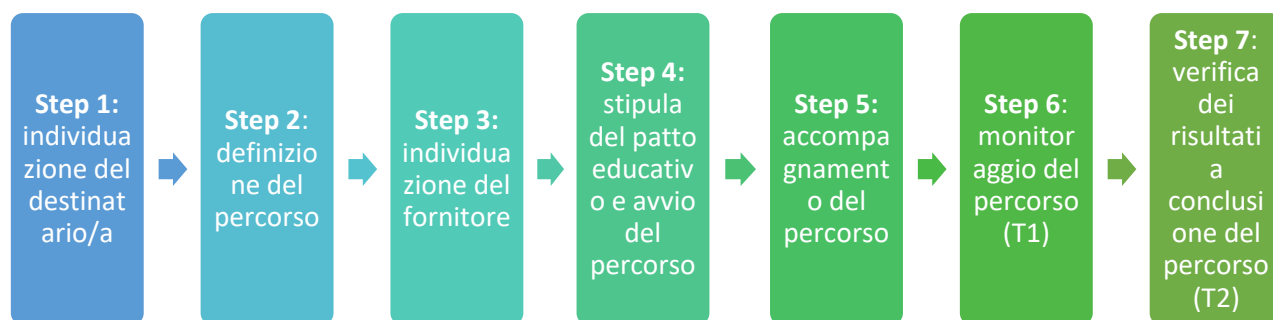 Step 1:
individua
zione del
destinat
ario/a
Step 2:
definizio
ne del
percorso
Step 3:
individua
zione del
fornitore
Step 4:
stipula
del patto
educativ
o e avvio
del
percorso
Step 5:
accompa
gnament
o del
percorso
Step 6:
monitor
aggio del
percorso
(T1)
Step 7:
verifica
dei
risultati
a
conclusi
one del
percorso
(T2)